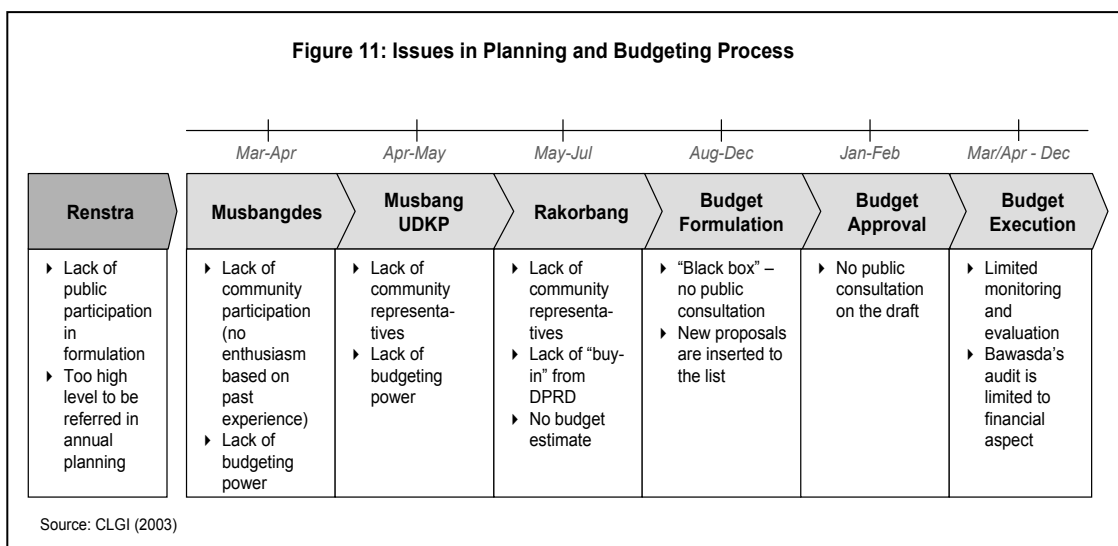 Figure 11: Issues in Planning and Budgeting Process
Mar-Apr
Apr-May
May-Jul
Aug-Dec
Jan-Feb
Mar/Apr - Dec
Renstra
Musbangdes
Musbang
UDKP
Rakorbang
Budget
Formulation
Budget
Approval
Budget
Execution
Lack of
public
participation
in
formulation
Too high
level to be
referred in
annual
planning
Lack of
community
participation
(no
enthusiasm
based on
past
experience)
Lack of
budgeting
power
Lack of
community
representa-
tives
Lack of
budgeting
power
Lack of
community
representa-
tives
Lack of “buy-
in” from
DPRD
No budget
estimate
“Black box” –
no public
consultation
New proposals
are inserted to
the list
No public
consultation
on the draft
Limited
monitoring
and
evaluation
Bawasda’s
audit is
limited to
financial
aspect
Source: CLGI (2003)